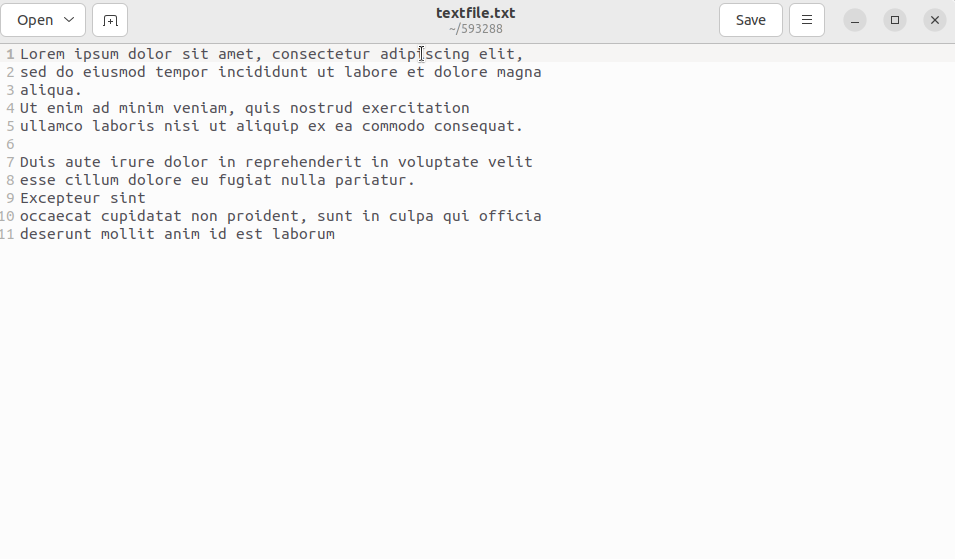 Open
textfile.txt
~/593288
Save
1 Lorem ipsum dolor sit amet, consectetur adipiscing elit,
2 sed do eiusmod tempor incididunt ut labore et dolore magna
3 aliqua.
4 Ut enim ad minim veniam, quis nostrud exercitation
5 ullamco laboris nisi ut aliquip ex ea commodo consequat.
6
7 Duis aute irure dolor in reprehenderit in voluptate velit
8 esse cillum dolore eu fugiat nulla pariatur.
9 Excepteur sint
10 occaecat cupidatat non proident, sunt in culpa qui officia
11 deserunt mollit anim id est laborum